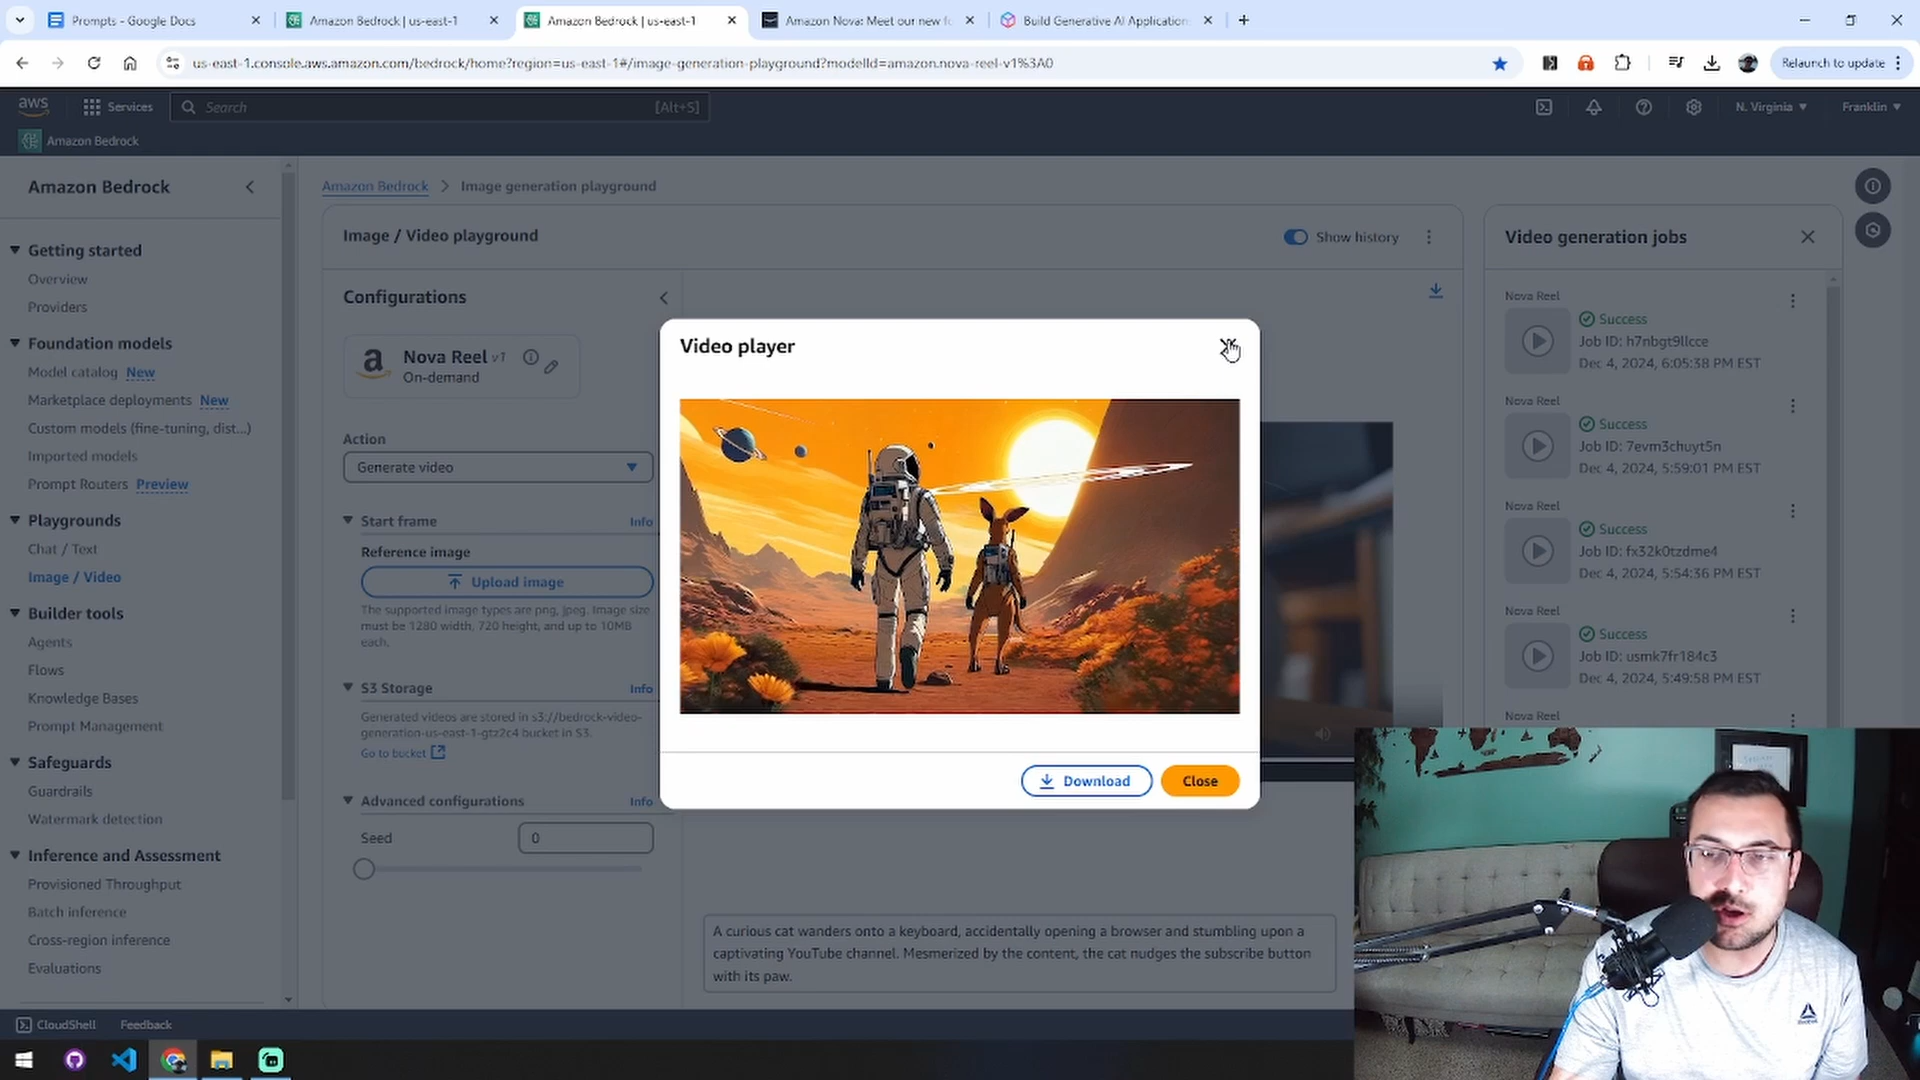 Prompts - Google Docs
Amazon Bedrock | us-east-1
Amazon Bedrock | us-east-1
Amazon Nova: Meet our new fo
Build Generative AI Applications
us-east-1.console.aws.amazon.com/bedrock/home?region=us-east-1#/image-generation-playground?modelId=amazon.nova-reel-v1%3A0
Relaunch to update
aws
Services
Search
[Alt+S]
N. Virginia
Franklin
Amazon Bedrock
Amazon Bedrock
Getting started
Overview
Providers
Foundation models
Model catalog New
Marketplace deployments New
Custom models (fine-tuning, dist...)
Imported models
Prompt Routers Preview
Playgrounds
Chat / Text
Image / Video
Builder tools
Agents
Flows
Knowledge Bases
Prompt Management
Safeguards
Guardrails
Watermark detection
Inference and Assessment
Provisioned Throughput
Batch inference
Cross-region inference
Evaluations
Amazon Bedrock
Image generation playground
Image / Video playground
Show history
Configurations
Nova Reel v1
On-demand
Action
Generate video
Start frame
Info
Reference image
Upload image
The supported image types are png, jpeg. Image size
must be 1280 width, 720 height, and up to 10MB
each.
S3 Storage
Info
Generated videos are stored in s3://bedrock-video-
generation-us-east-1-gtz2c4 bucket in S3.
Go to bucket
Advanced configurations
Info
Seed
0
Video player
Download
Close
A curious cat wanders onto a keyboard, accidentally opening a browser and stumbling upon a
captivating YouTube channel. Mesmerized by the content, the cat nudges the subscribe button
with its paw.
Video generation jobs
Nova Reel
Success
Job ID: h7nbgt9llcce
Dec 4, 2024, 6:05:38 PM EST
Nova Reel
Success
Job ID: 7evm3chuyt5n
Dec 4, 2024, 5:59:01 PM EST
Nova Reel
Success
Job ID: fx32k0tzdme4
Dec 4, 2024, 5:54:36 PM EST
Nova Reel
Success
Job ID: usmk7fr184c3
Dec 4, 2024, 5:49:58 PM EST
Nova Reel
CloudShell
Feedback